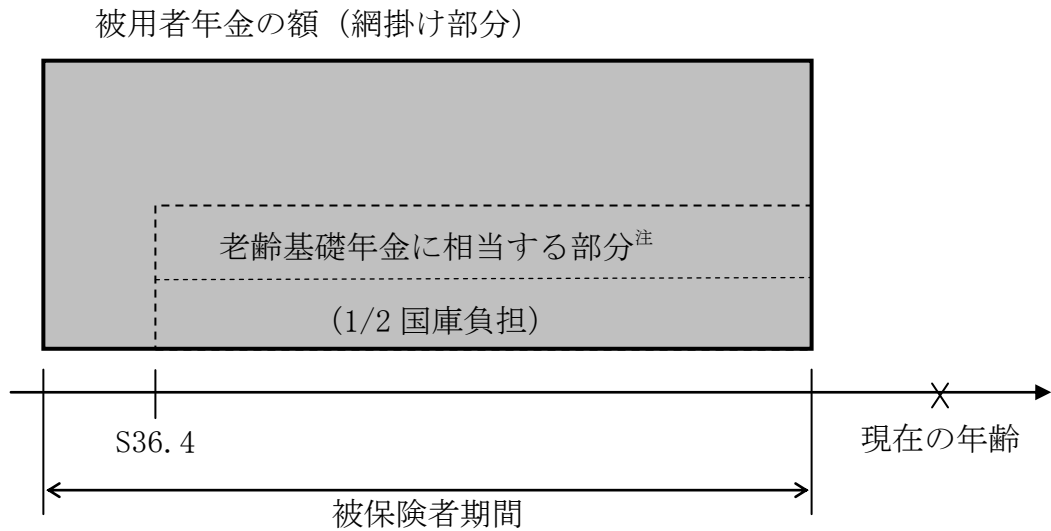 被用者年金の額（網掛け部分）
老齢基礎年金に相当する部分注
(1/2 国庫負担)
S36.4
現在の年齢
被保険者期間